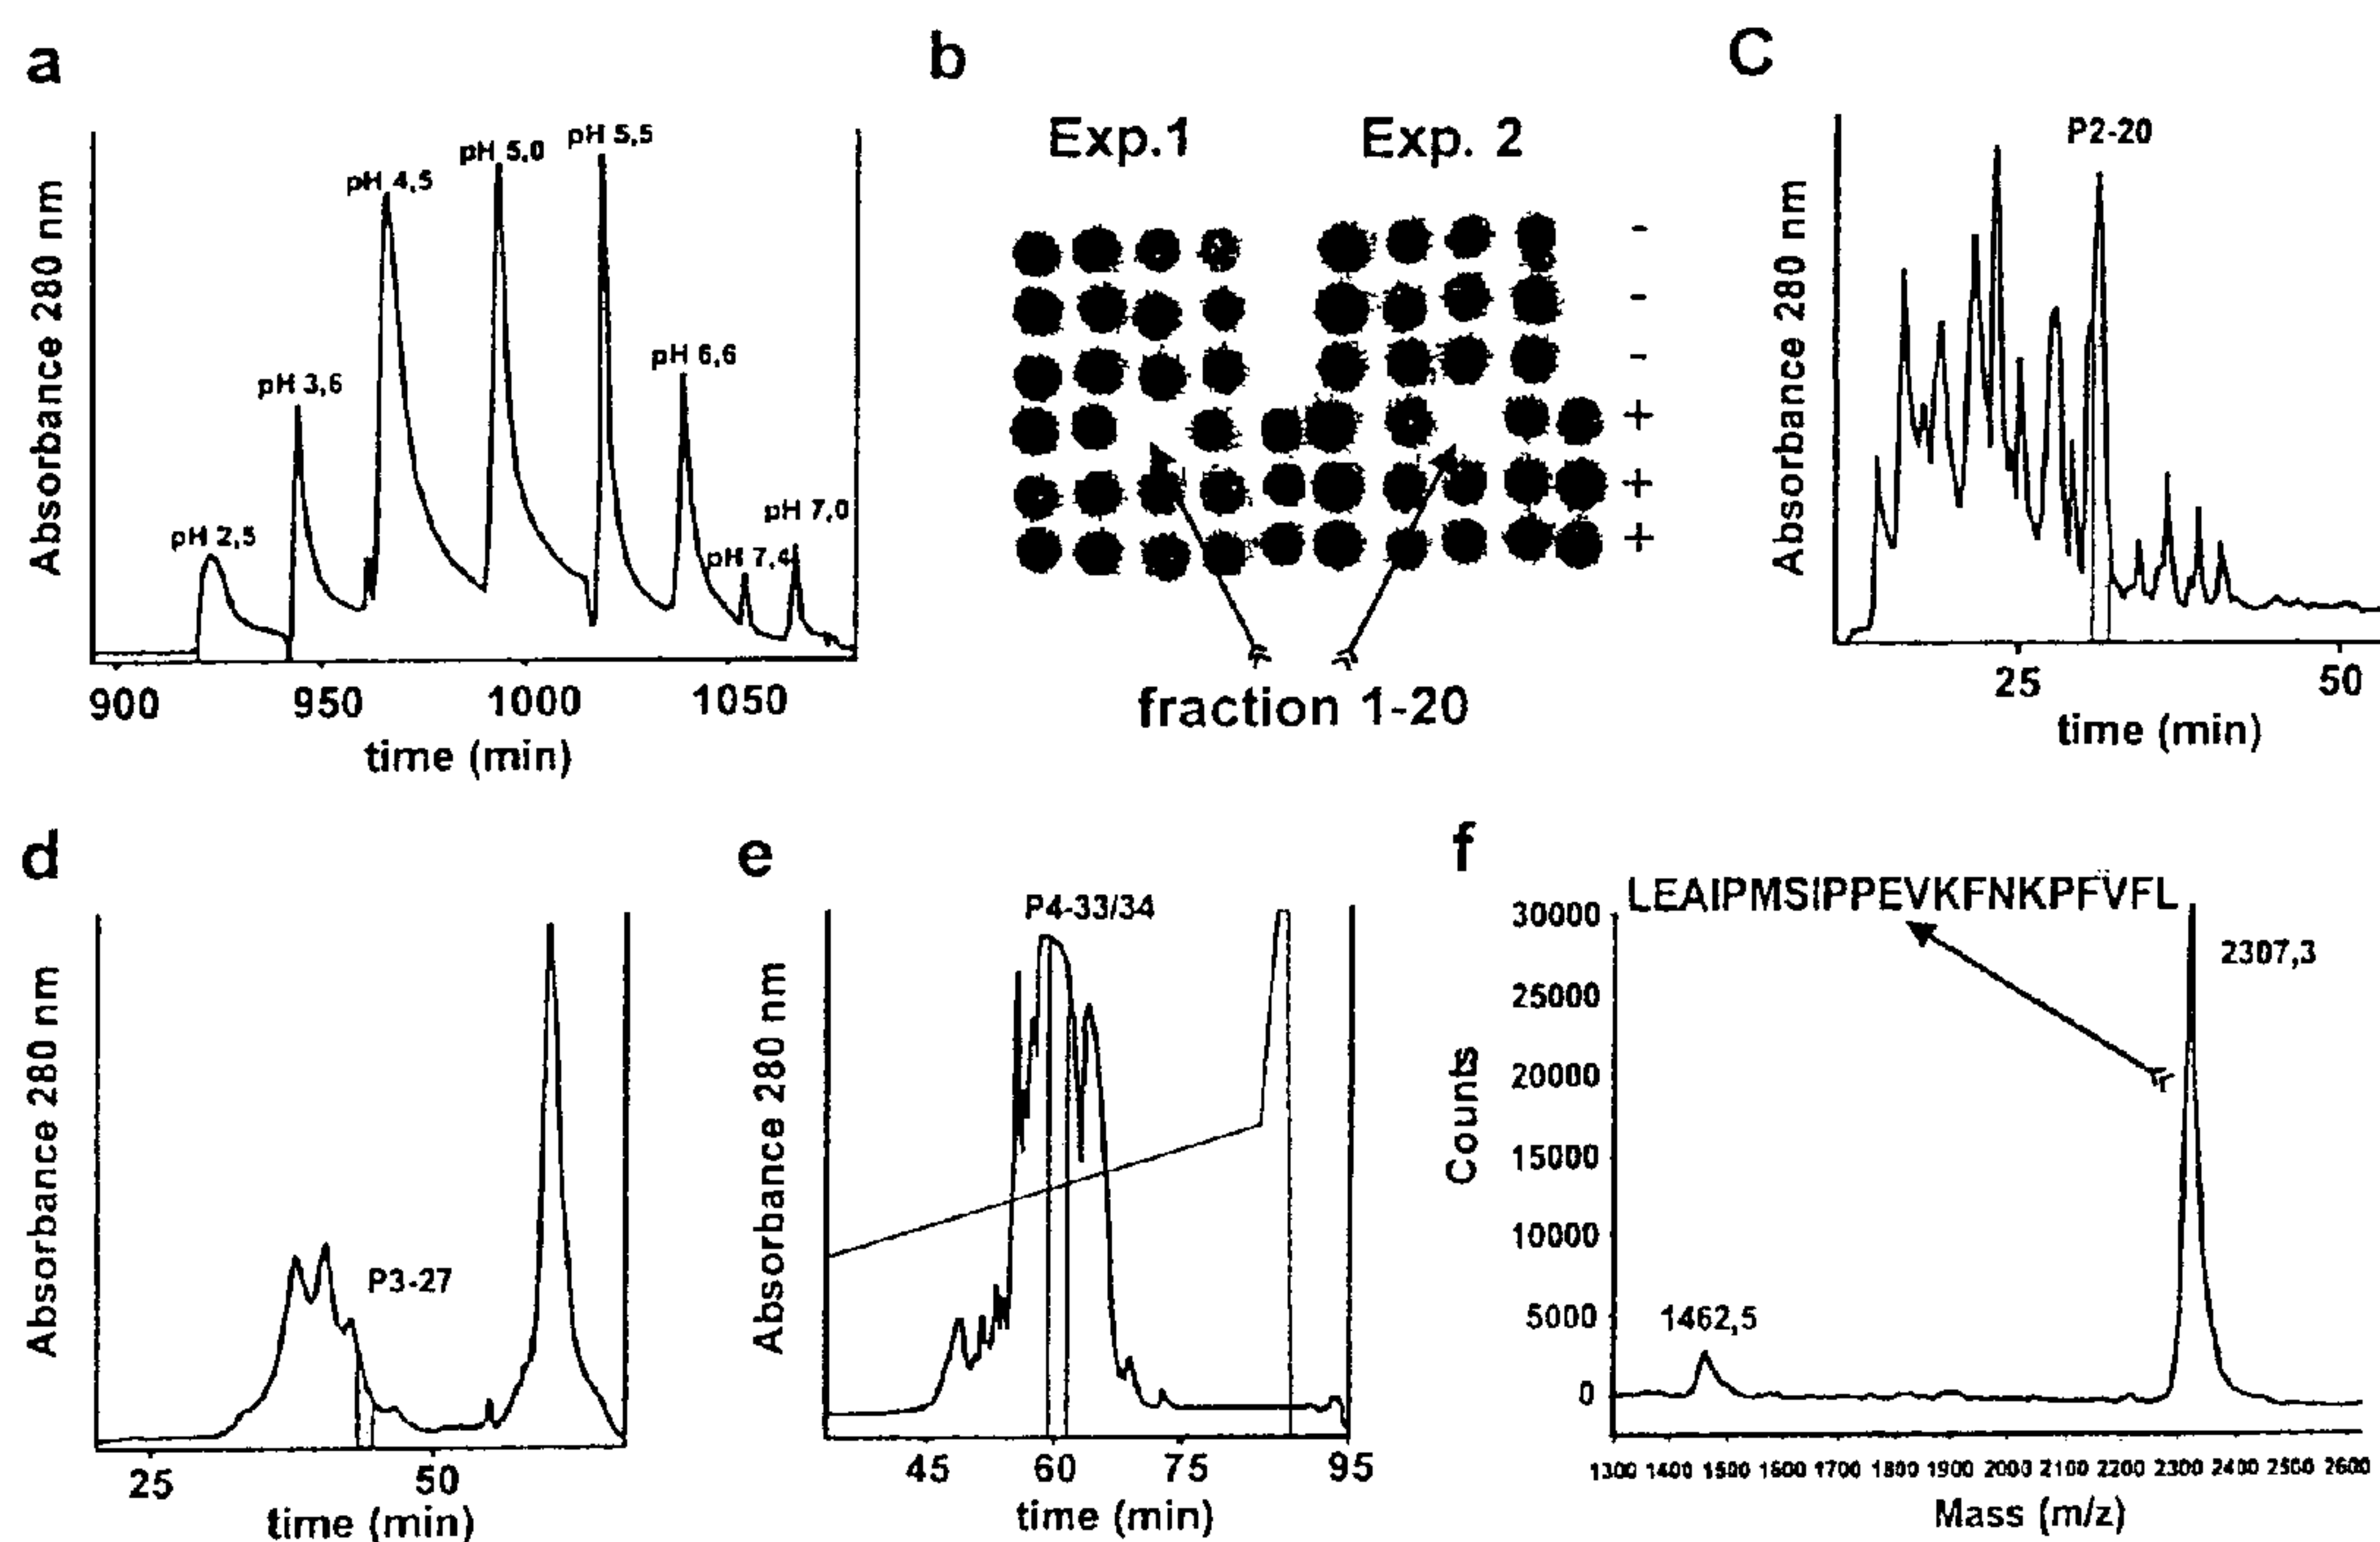 a
Absorbance 280 nm
pH 2,5
pH 3,6
pH 4,5
pH 5,0
pH 5,5
pH 6,6
pH 7,4
pH 7,0
900 950 1000 1050
time (min)
b
Exp.1 Exp. 2
-
-
-
+
+
+
fraction 1-20
C
Absorbance 280 nm
P2-20
25 50
time (min)
d
Absorbance 280 nm
P3-27
25 50
time (min)
e
Absorbance 280 nm
P4-33/34
45 60 75 95
time (min)
f
LEAIPMSIPPEVKFNKPFVFL
Counts
30000
25000
20000
15000
10000
5000
0
2307,3
1462,5
1300 1400 1500 1600 1700 1800 1900 2000 2100 2200 2300 2400 2500 2600
Mass (m/z)